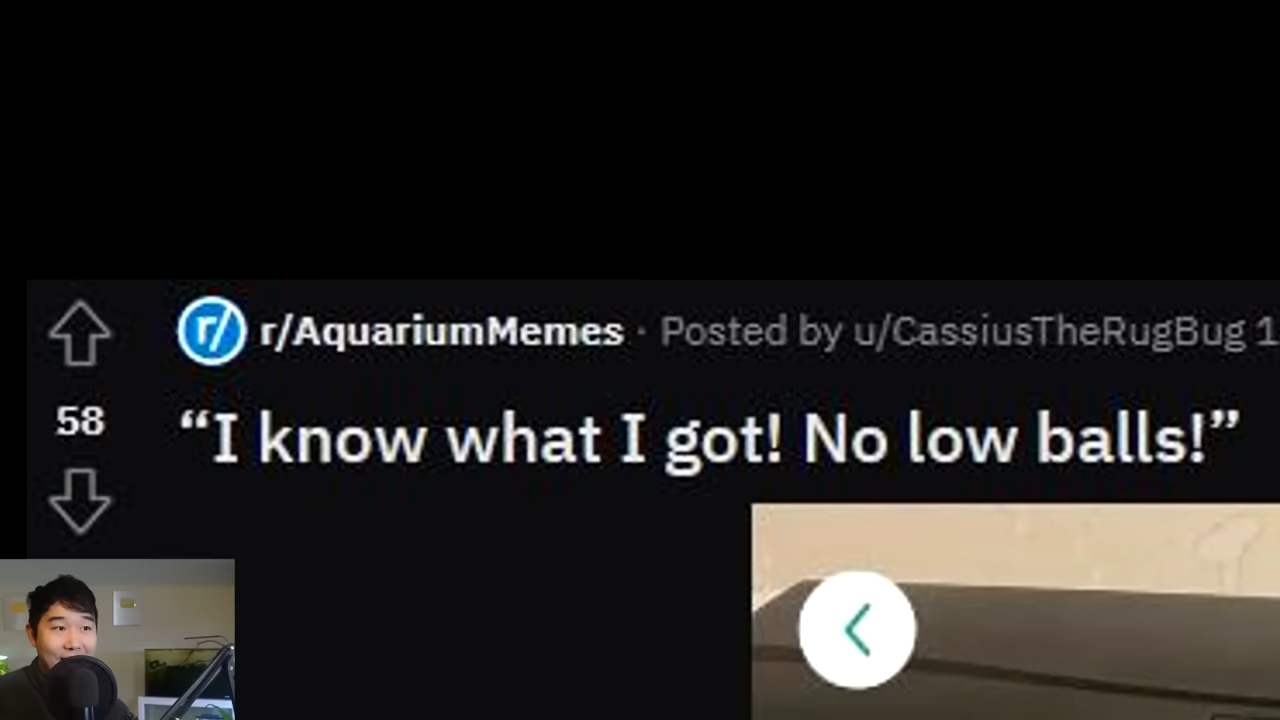 r/ r/AquariumMemes · Posted by u/CassiusTheRugBug 1
58
“I know what I got! No low balls!”